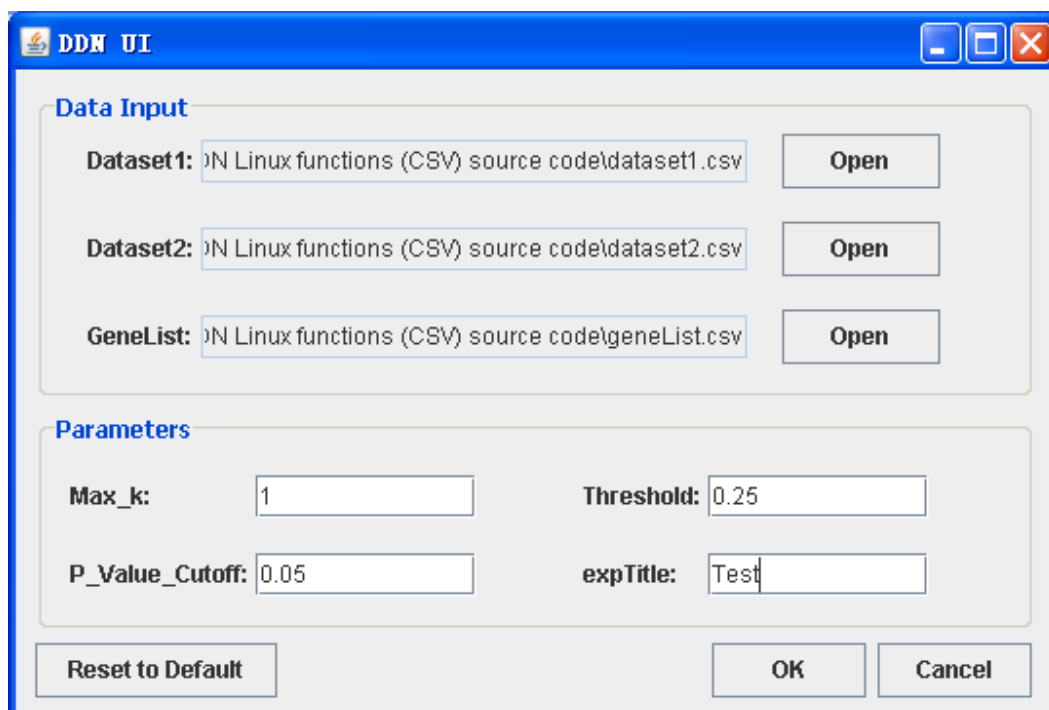 DDN UI
Data Input
Dataset1: N Linux functions (CSV) source code\dataset1.csv Open
Dataset2: N Linux functions (CSV) source code\dataset2.csv Open
GeneList: N Linux functions (CSV) source code\geneList.csv Open
Parameters
Max_k: 1 Threshold: 0.25
P_Value_Cutoff: 0.05 expTitle: Test
Reset to Default OK Cancel